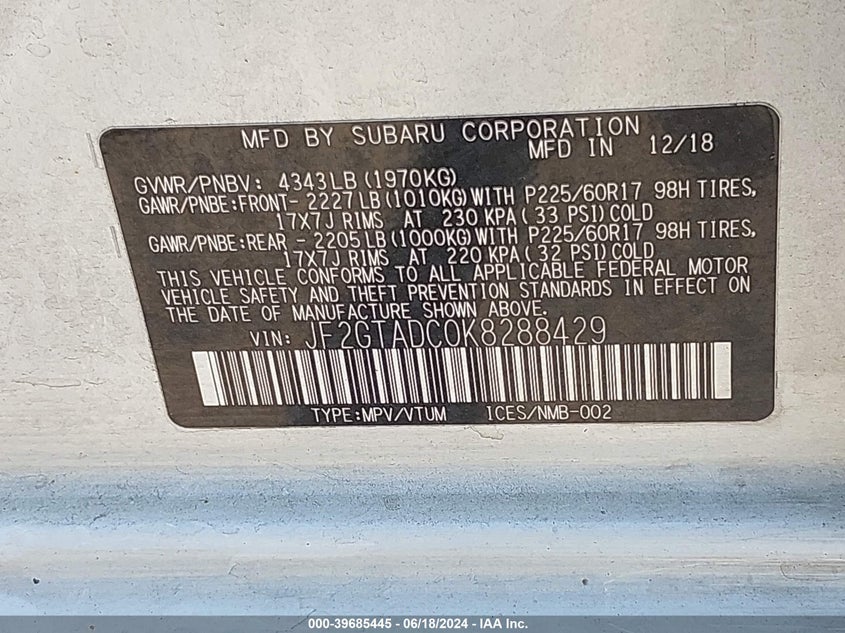 MFD BY SUBARU CORPORATION
MFD IN 12/18
GVWR/PNBV: 4343LB(1970KG)
GAWR/PNBE:FRONT- 2227LB(1010KG)WITH P225/60R17 98H TIRES,
17X7J RIMS AT 230 KPA(33 PSI)COLD
GAWR/PNBE:REAR - 2205LB(1000KG)WITH P225/60R17 98H TIRES,
17X7J RIMS AT 220 KPA(32 PSI)COLD
THIS VEHICLE CONFORMS TO ALL APPLICABLE FEDERAL MOTOR
VEHICLE SAFETY AND THEFT PREVENTION STANDARDS IN EFFECT ON
THE DATE OF MANUFACTURE SHOWN ABOVE.
VIN: JF2GTADC0K8288429
TYPE:MPV/VTUM ICES/NMB-002
000-39685445 - 06/18/2024 - IAA Inc.